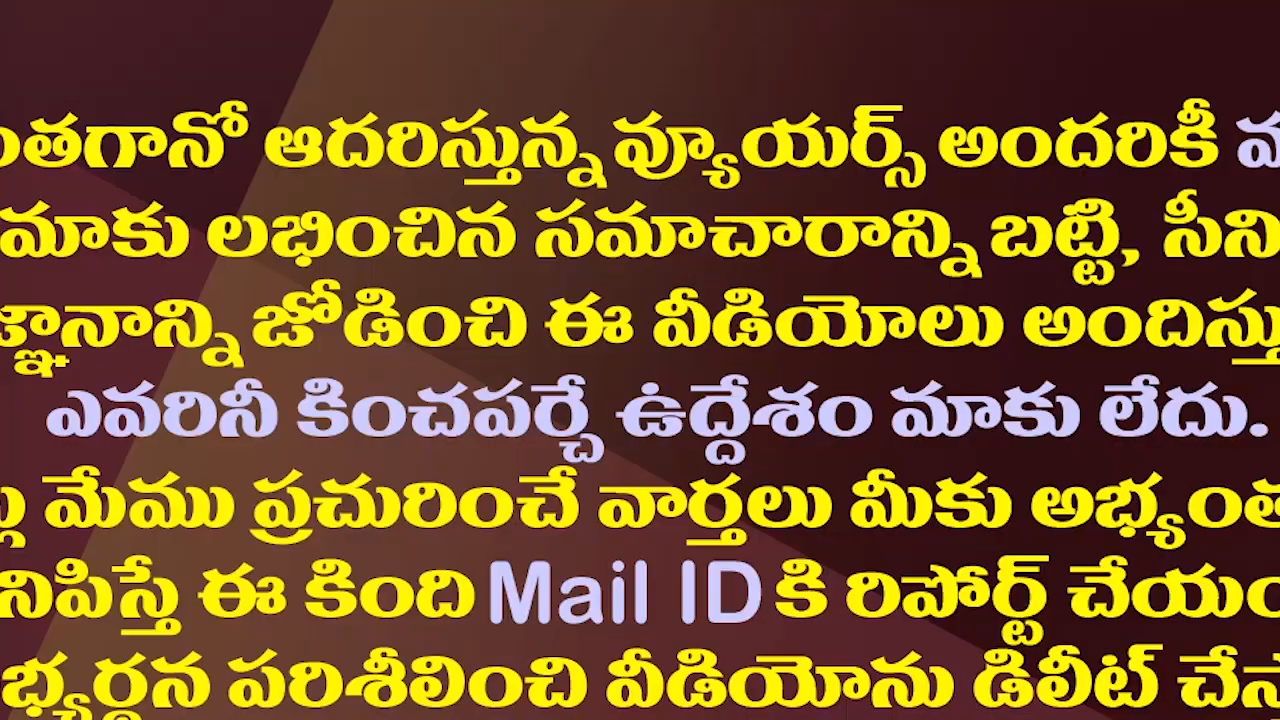 ంతగానో ఆదరిస్తున్న వ్యూయర్స్ అందరికీ
మాకు లభించిన సమాచారాన్ని బట్టి, సీని
జ్ఞానాన్ని జోడించి ఈ వీడియోలు అందిస్తు
ఎవరినీ కించపర్చే ఉద్దేశం మాకు లేదు.
మేము ప్రచురించే వార్తలు మీకు అభ్యంత
నిపిస్తే ఈ కింది Mail ID కి రిపోర్ట్ చేయం
భ్యర్థన పరిశీలించి వీడియోను డిలీట్ చేస